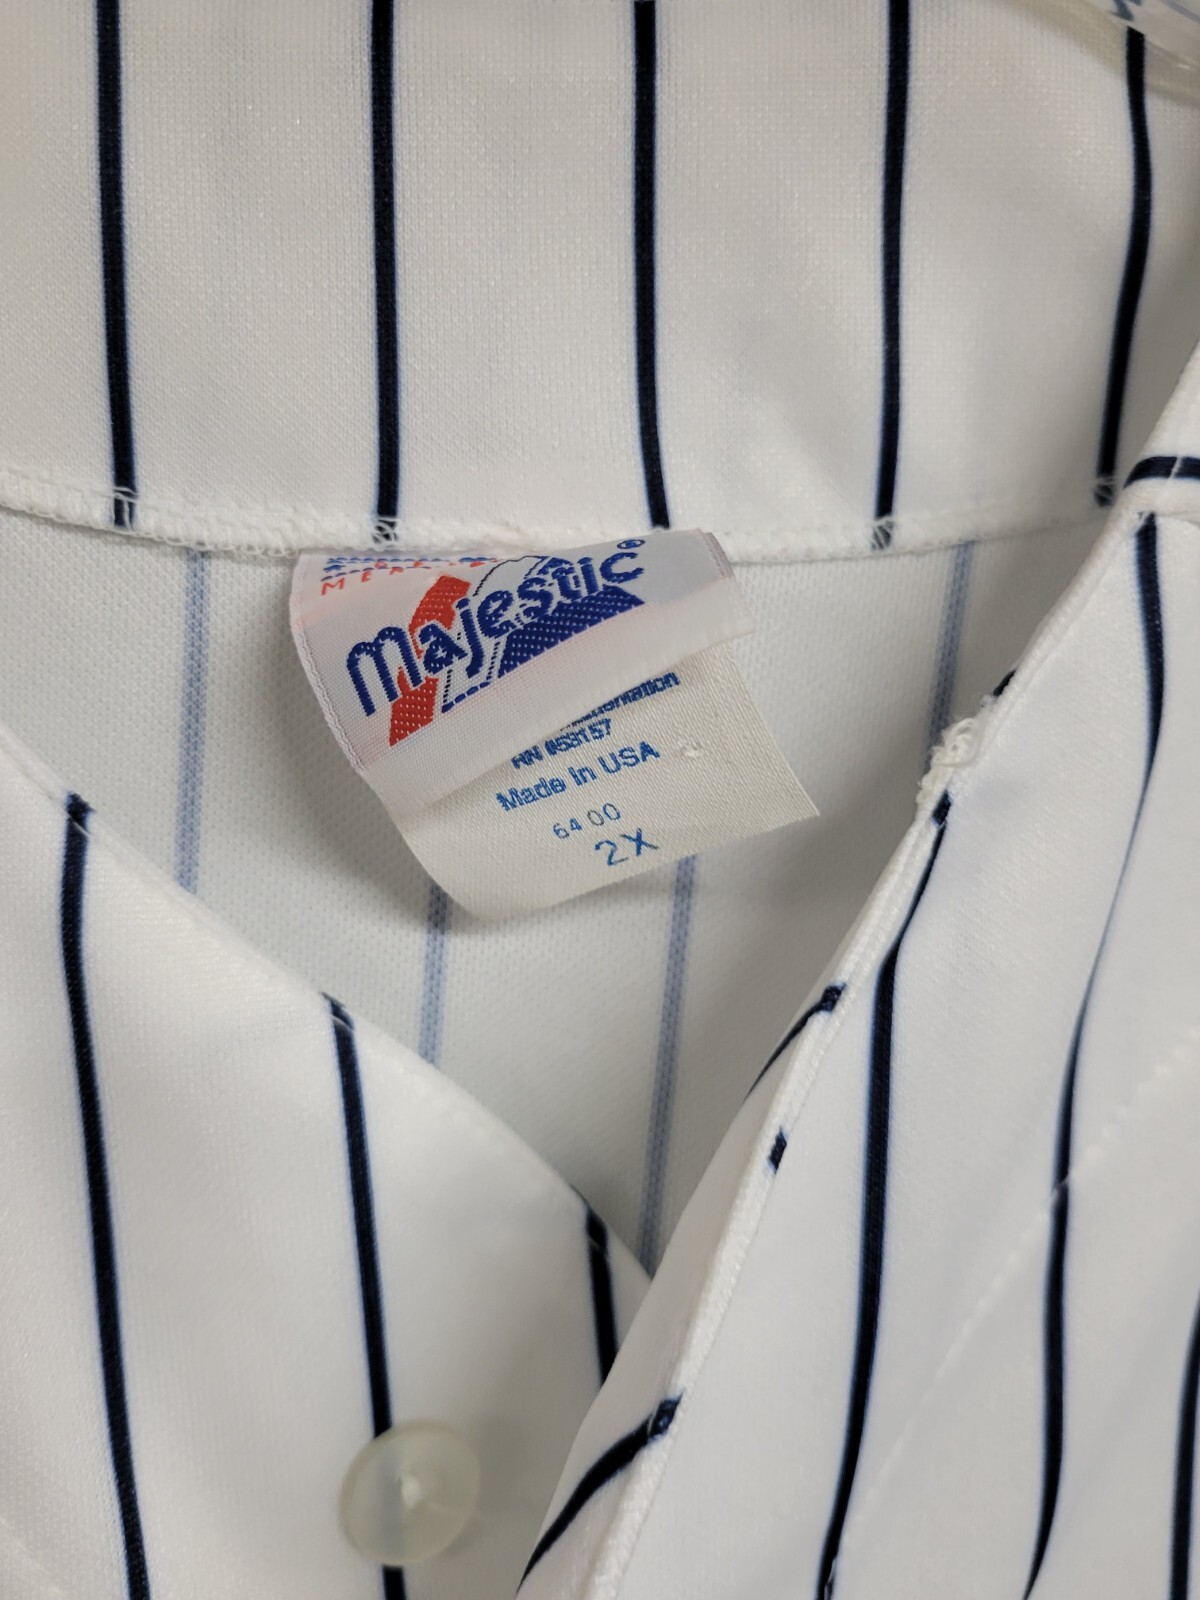 Majestic®
RN #53157
Made in USA
64 00
2X